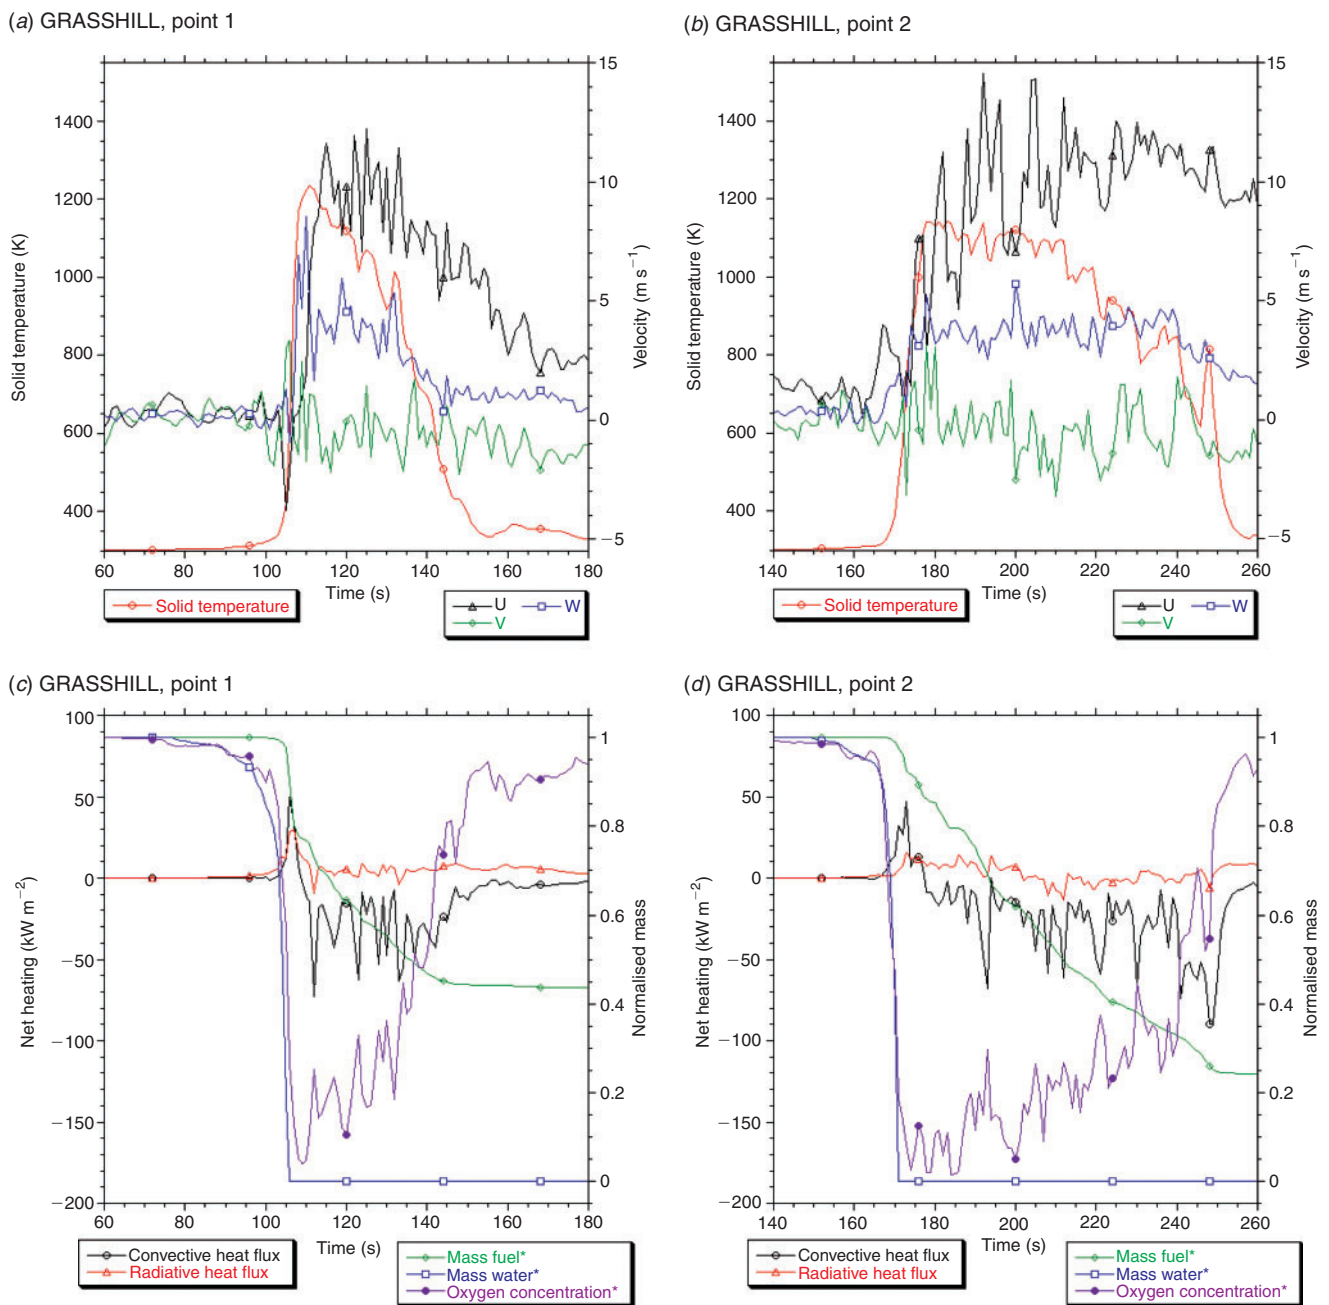 (a) GRASSHILL, point 1
(b) GRASSHILL, point 2
1400
1200
1000
800
600
400
Solid temperature (K)
15
10
5
0
−5
Velocity (m s−1)
60 80 100 120 140 160 180
Time (s)
Solid temperature
U W
V
1400
1200
1000
800
600
400
Solid temperature (K)
15
10
5
0
−5
Velocity (m s−1)
140 160 180 200 220 240 260
Time (s)
Solid temperature
U W
V
(c) GRASSHILL, point 1
(d) GRASSHILL, point 2
100
50
0
−50
−100
−150
−200
Net heating (kW m−2)
1
0.8
0.6
0.4
0.2
0
Normalised mass
60 80 100 120 140 160 180
Time (s)
Convective heat flux
Radiative heat flux
Mass fuel*
Mass water*
Oxygen concentration*
100
50
0
−50
−100
−150
−200
Net heating (kW m−2)
1
0.8
0.6
0.4
0.2
0
Normalised mass
140 160 180 200 220 240 260
Time (s)
Convective heat flux
Radiative heat flux
Mass fuel*
Mass water*
Oxygen concentration*